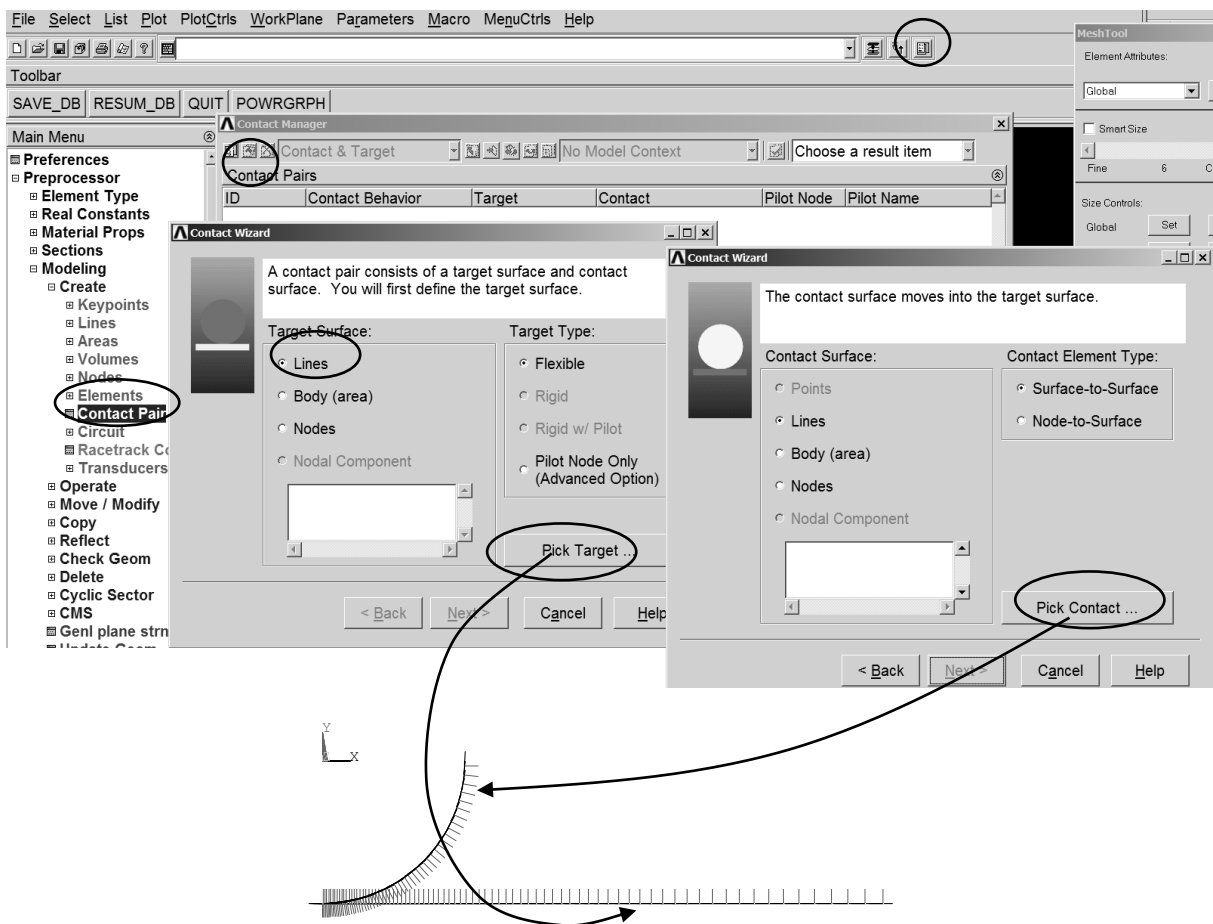 File Select List Plot PlotCtrls WorkPlane Parameters Macro MenuCtrls Help
MeshTool
Element Attributes:
Toolbar
Global
SAVE_DB RESUM_DB QUIT POWRGRPH
Contact Manager
Main Menu
Smart Size
Contact & Target
No Model Context
Choose a result item
Fine 6 C
Contact Pairs
ID Contact Behavior Target Contact Pilot Node Pilot Name
Size Controls:
Global Set
Preferences
Preprocessor
Element Type
Real Constants
Material Props
Sections
Modeling
Create
Keypoints
Lines
Areas
Volumes
Nodes
Elements
Contact Pair
Circuit
Racetrack Co
Transducers
Operate
Move / Modify
Copy
Reflect
Check Geom
Delete
Cyclic Sector
CMS
Genl plane strn
Update Geom
Contact Wizard
A contact pair consists of a target surface and contact
surface. You will first define the target surface.
Target Surface:
Lines
Body (area)
Nodes
Nodal Component
Target Type:
Flexible
Rigid
Rigid w/ Pilot
Pilot Node Only
(Advanced Option)
Pick Target ...
< Back Next > Cancel Help
Contact Wizard
The contact surface moves into the target surface.
Contact Surface:
Points
Lines
Body (area)
Nodes
Nodal Component
Contact Element Type:
Surface-to-Surface
Node-to-Surface
Pick Contact ...
< Back Next > Cancel Help
Y
X